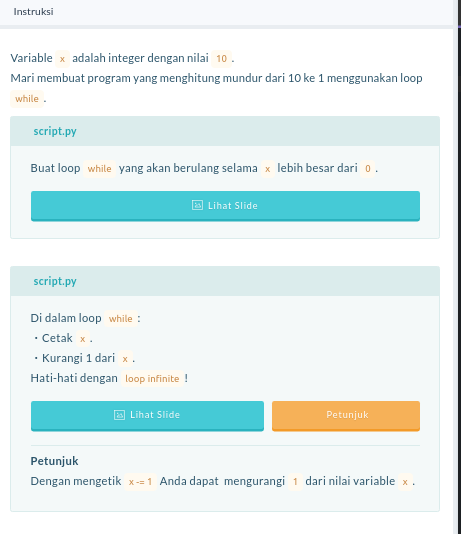 Instruksi
Variable x adalah integer dengan nilai 10 .
Mari membuat program yang menghitung mundur dari 10 ke 1 menggunakan loop
while .
script.py
Buat loop while yang akan berulang selama x lebih besar dari 0 .
Lihat Slide
script.py
Di dalam loop while :
・Cetak x .
・Kurangi 1 dari x .
Hati-hati dengan loop infinite !
Lihat Slide Petunjuk
Petunjuk
Dengan mengetik x -= 1 Anda dapat mengurangi 1 dari nilai variable x .